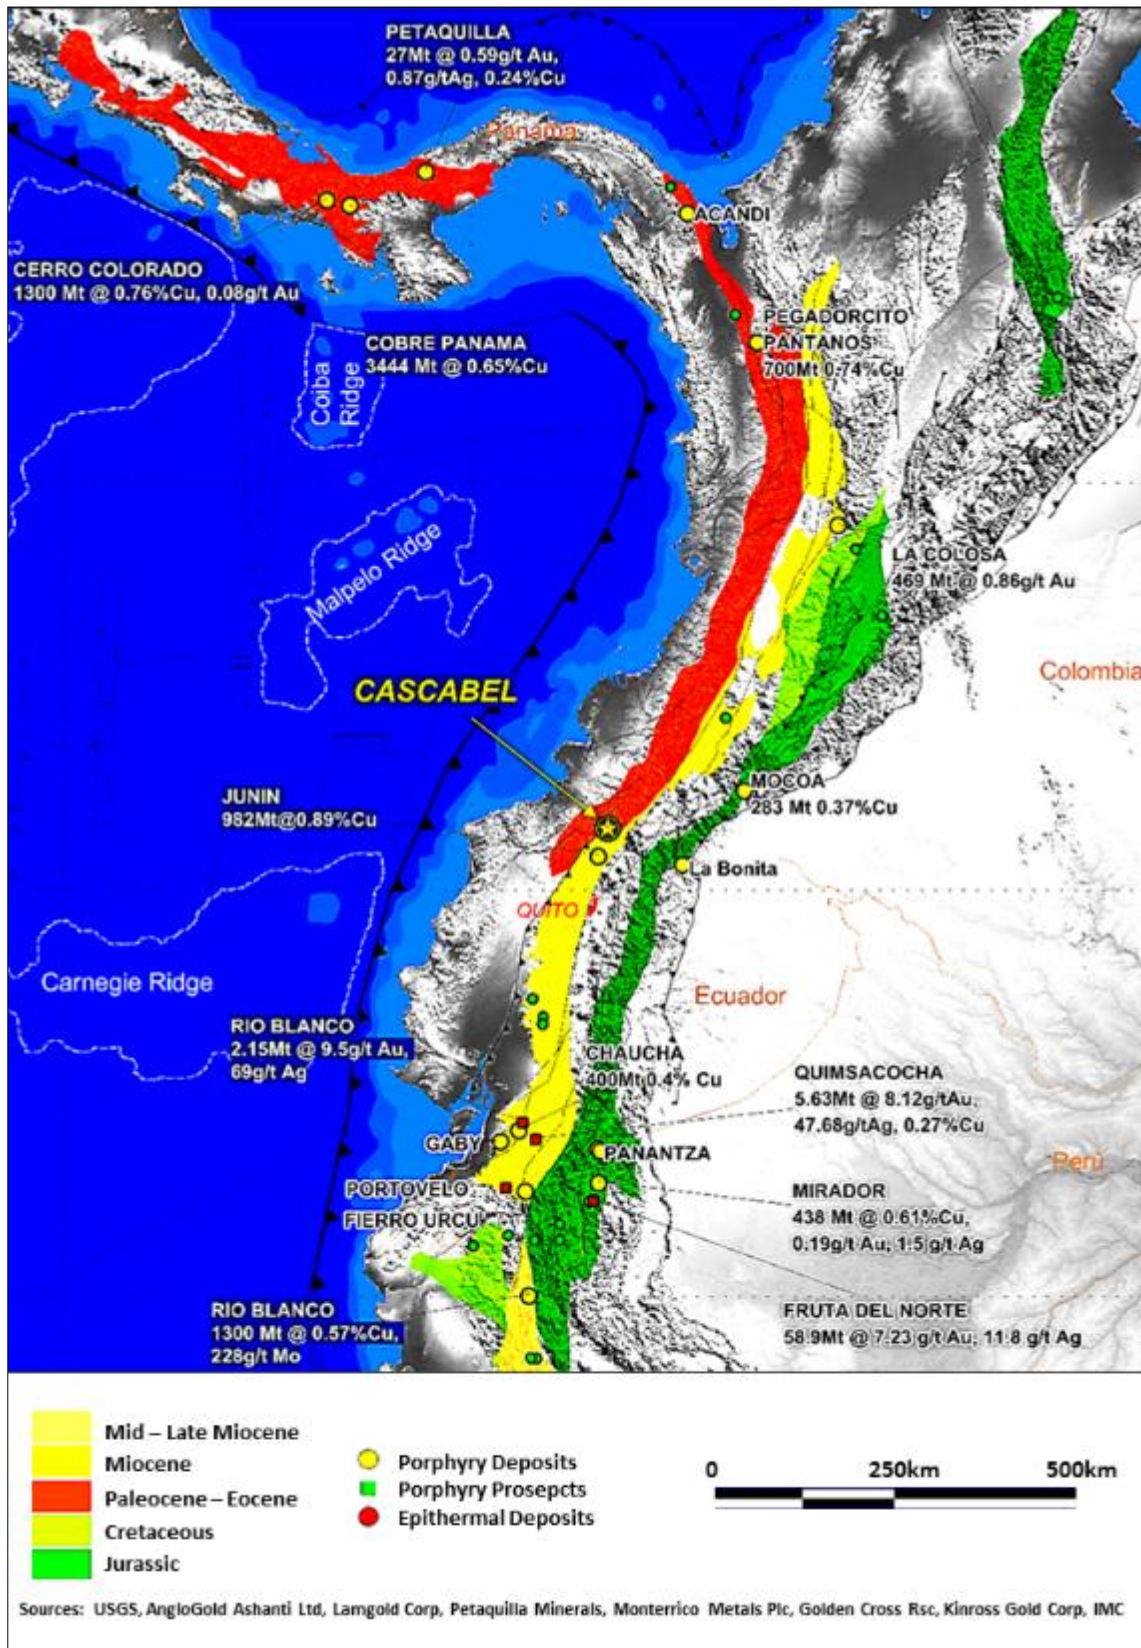 PETAQUILLA
27Mt @ 0.59g/t Au,
0.87g/tAg, 0.24%Cu
Panama
ACANDI
CERRO COLORADO
1300 Mt @ 0.76%Cu, 0.08g/t Au
PEGADORCITO
PANTANOS
700Mt 0.74%Cu
COBRE PANAMA
3444 Mt @ 0.65%Cu
Coiba
Ridge
Malpelo Ridge
LA COLOSA
469 Mt @ 0.86g/t Au
Colombia
CASCABEL
MOCOA
283 Mt 0.37%Cu
JUNIN
982Mt@0.89%Cu
La Bonita
QUITO
Carnegie Ridge
Ecuador
RIO BLANCO
2.15Mt @ 9.5g/t Au,
69g/t Ag
CHAUCHA
400Mt 0.4% Cu
QUIMSACOCHA
5.63Mt @ 8.12g/tAu,
47.68g/tAg, 0.27%Cu
GABY
PANANTZA
Perú
PORTOVELO
MIRADOR
438 Mt @ 0.61%Cu,
0.19g/t Au, 1.5 g/t Ag
FIERRO URCU
RIO BLANCO
1300 Mt @ 0.57%Cu,
228g/t Mo
FRUTA DEL NORTE
58.9Mt @ 7.23 g/t Au, 11.8 g/t Ag
Mid – Late Miocene
Miocene
Paleocene – Eocene
Cretaceous
Jurassic
Porphyry Deposits
Porphyry Prosepcts
Epithermal Deposits
0 250km 500km
Sources: USGS, AngloGold Ashanti Ltd, Lamgold Corp, Petaquilla Minerals, Monterrico Metals Plc, Golden Cross Rsc, Kinross Gold Corp, IMC